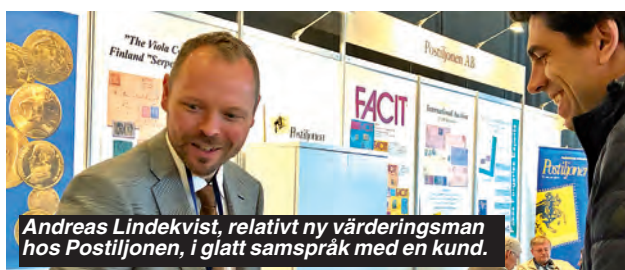 "The Viola C
Finland "Serpe
Postiljonen AB
FACIT
International Auction
Postiljonen
Postiljonen
Andreas Lindekvist, relativt ny värderingsman
hos Postiljonen, i glatt samspråk med en kund.